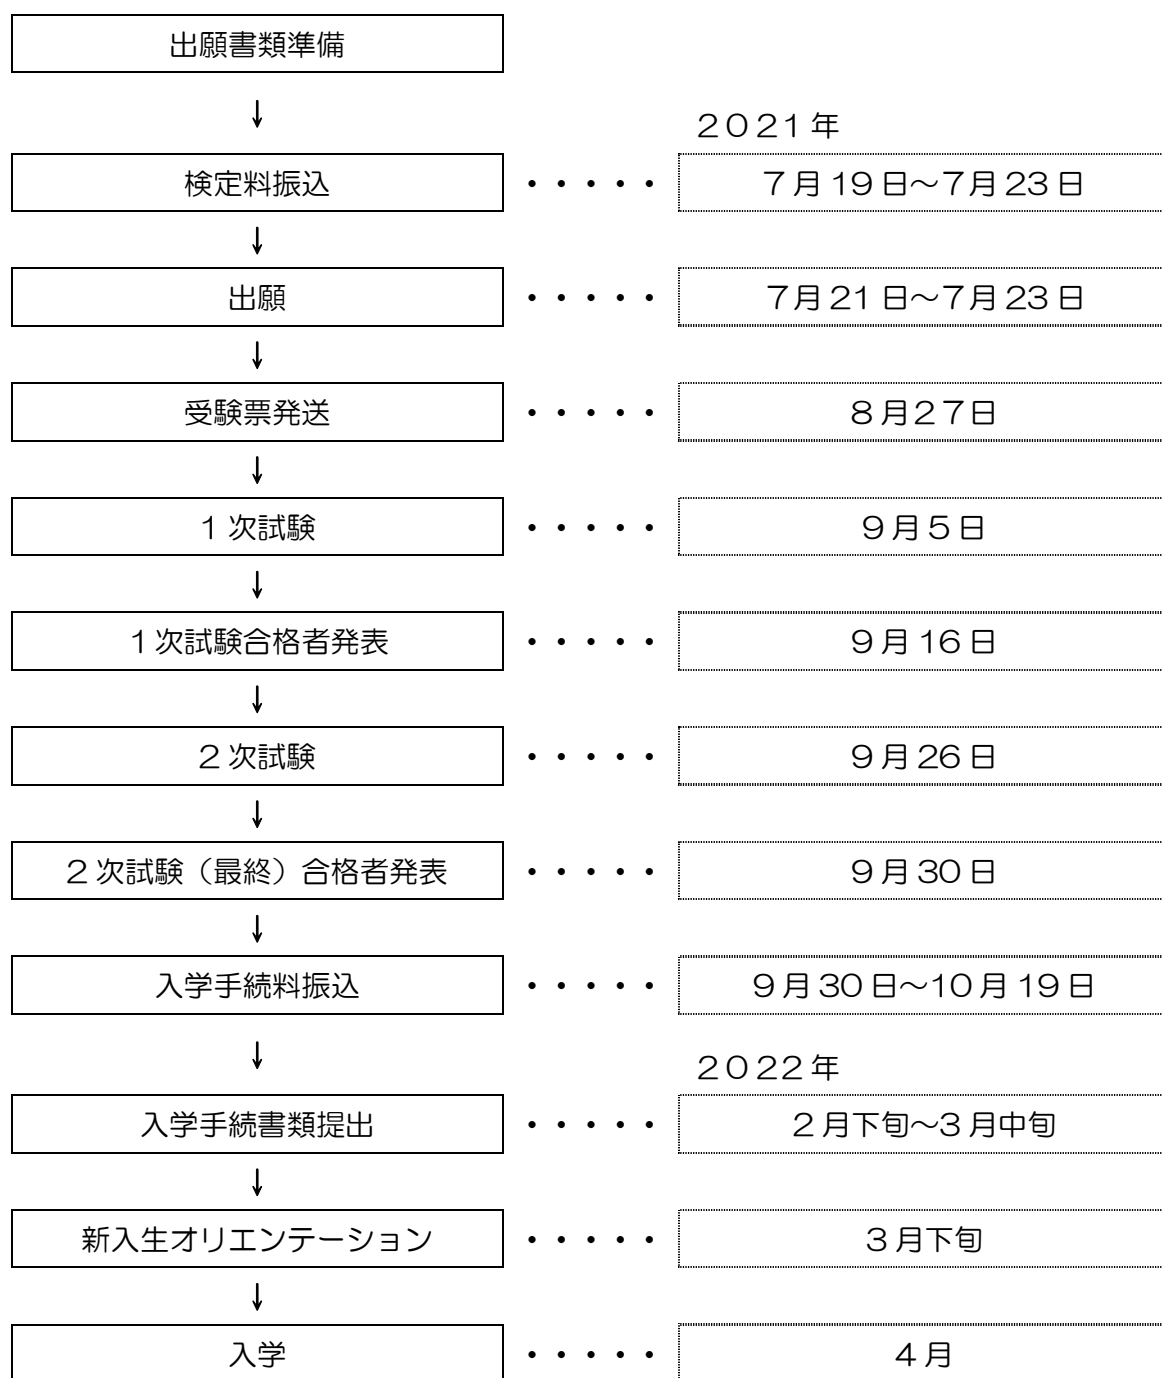 出願書類準備
↓
2021年
検定料振込 ・・・・・ 7月19日~7月23日
↓
出願 ・・・・・ 7月21日~7月23日
↓
受験票発送 ・・・・・ 8月27日
↓
1次試験 ・・・・・ 9月5日
↓
1次試験合格者発表 ・・・・・ 9月16日
↓
2次試験 ・・・・・ 9月26日
↓
2次試験(最終)合格者発表 ・・・・・ 9月30日
↓
入学手続料振込 ・・・・・ 9月30日~10月19日
↓
2022年
入学手続書類提出 ・・・・・ 2月下旬~3月中旬
↓
新入生オリエンテーション ・・・・・ 3月下旬
↓
入学 ・・・・・ 4月